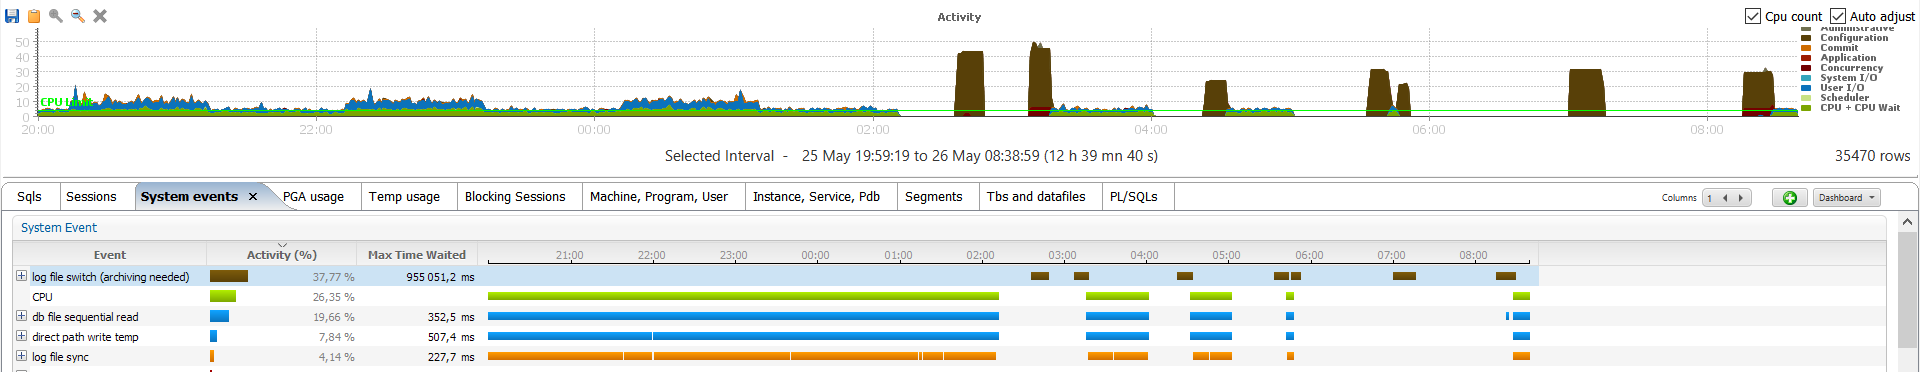 Activity
Cpu count Auto adjust
50
40
30
20
10
0
CPU Limit
20:00 22:00 00:00 02:00 04:00 06:00 08:00
Administrative
Configuration
Commit
Application
Concurrency
System I/O
User I/O
Scheduler
CPU + CPU Wait
Selected Interval - 25 May 19:59:19 to 26 May 08:38:59 (12 h 39 mn 40 s)
35470 rows
Sqls Sessions System events × PGA usage Temp usage Blocking Sessions Machine, Program, User Instance, Service, Pdb Segments Tbs and datafiles PL/SQLs Columns 1 Dashboard
System Event
Event Activity (%) Max Time Waited 21:00 22:00 23:00 00:00 01:00 02:00 03:00 04:00 05:00 06:00 07:00 08:00
log file switch (archiving needed) 37,77 % 955 051,2 ms
CPU 26,35 %
db file sequential read 19,66 % 352,5 ms
direct path write temp 7,84 % 507,4 ms
log file sync 4,14 % 227,7 ms